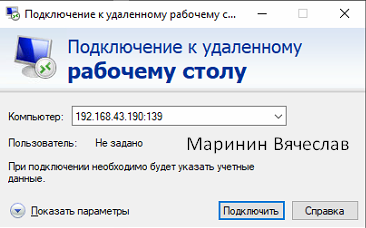 Подключение к удаленному рабочему с...
Подключение к удаленному
рабочему столу
Компьютер: 192.168.43.190:139
Пользователь: Не задано Маринин Вячеслав
При подключении необходимо будет указать учетные
данные.
Показать параметры Подключить Справка